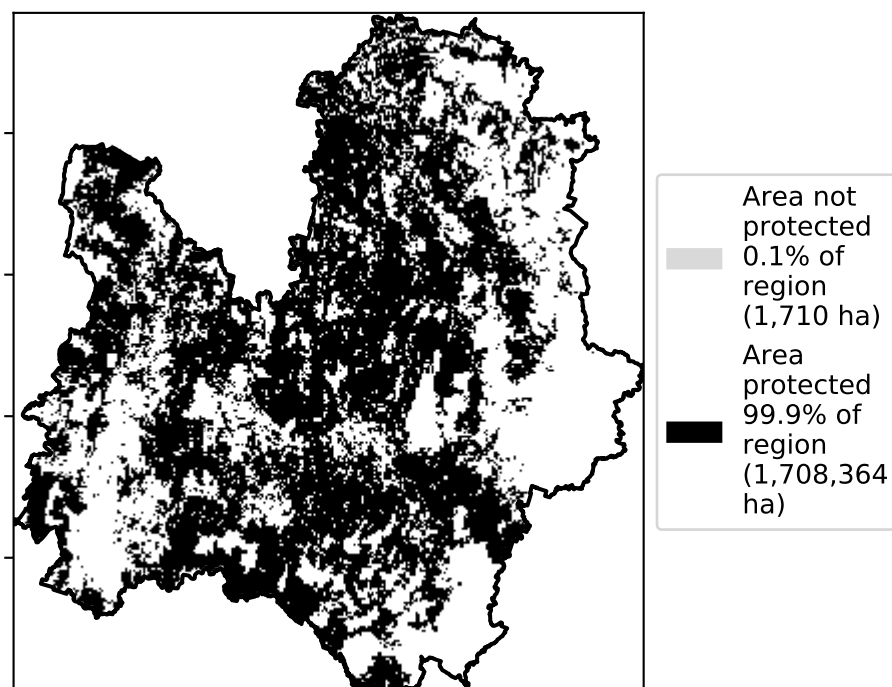 Area not
protected
0.1% of
region
(1,710 ha)
Area
protected
99.9% of
region
(1,708,364
ha)